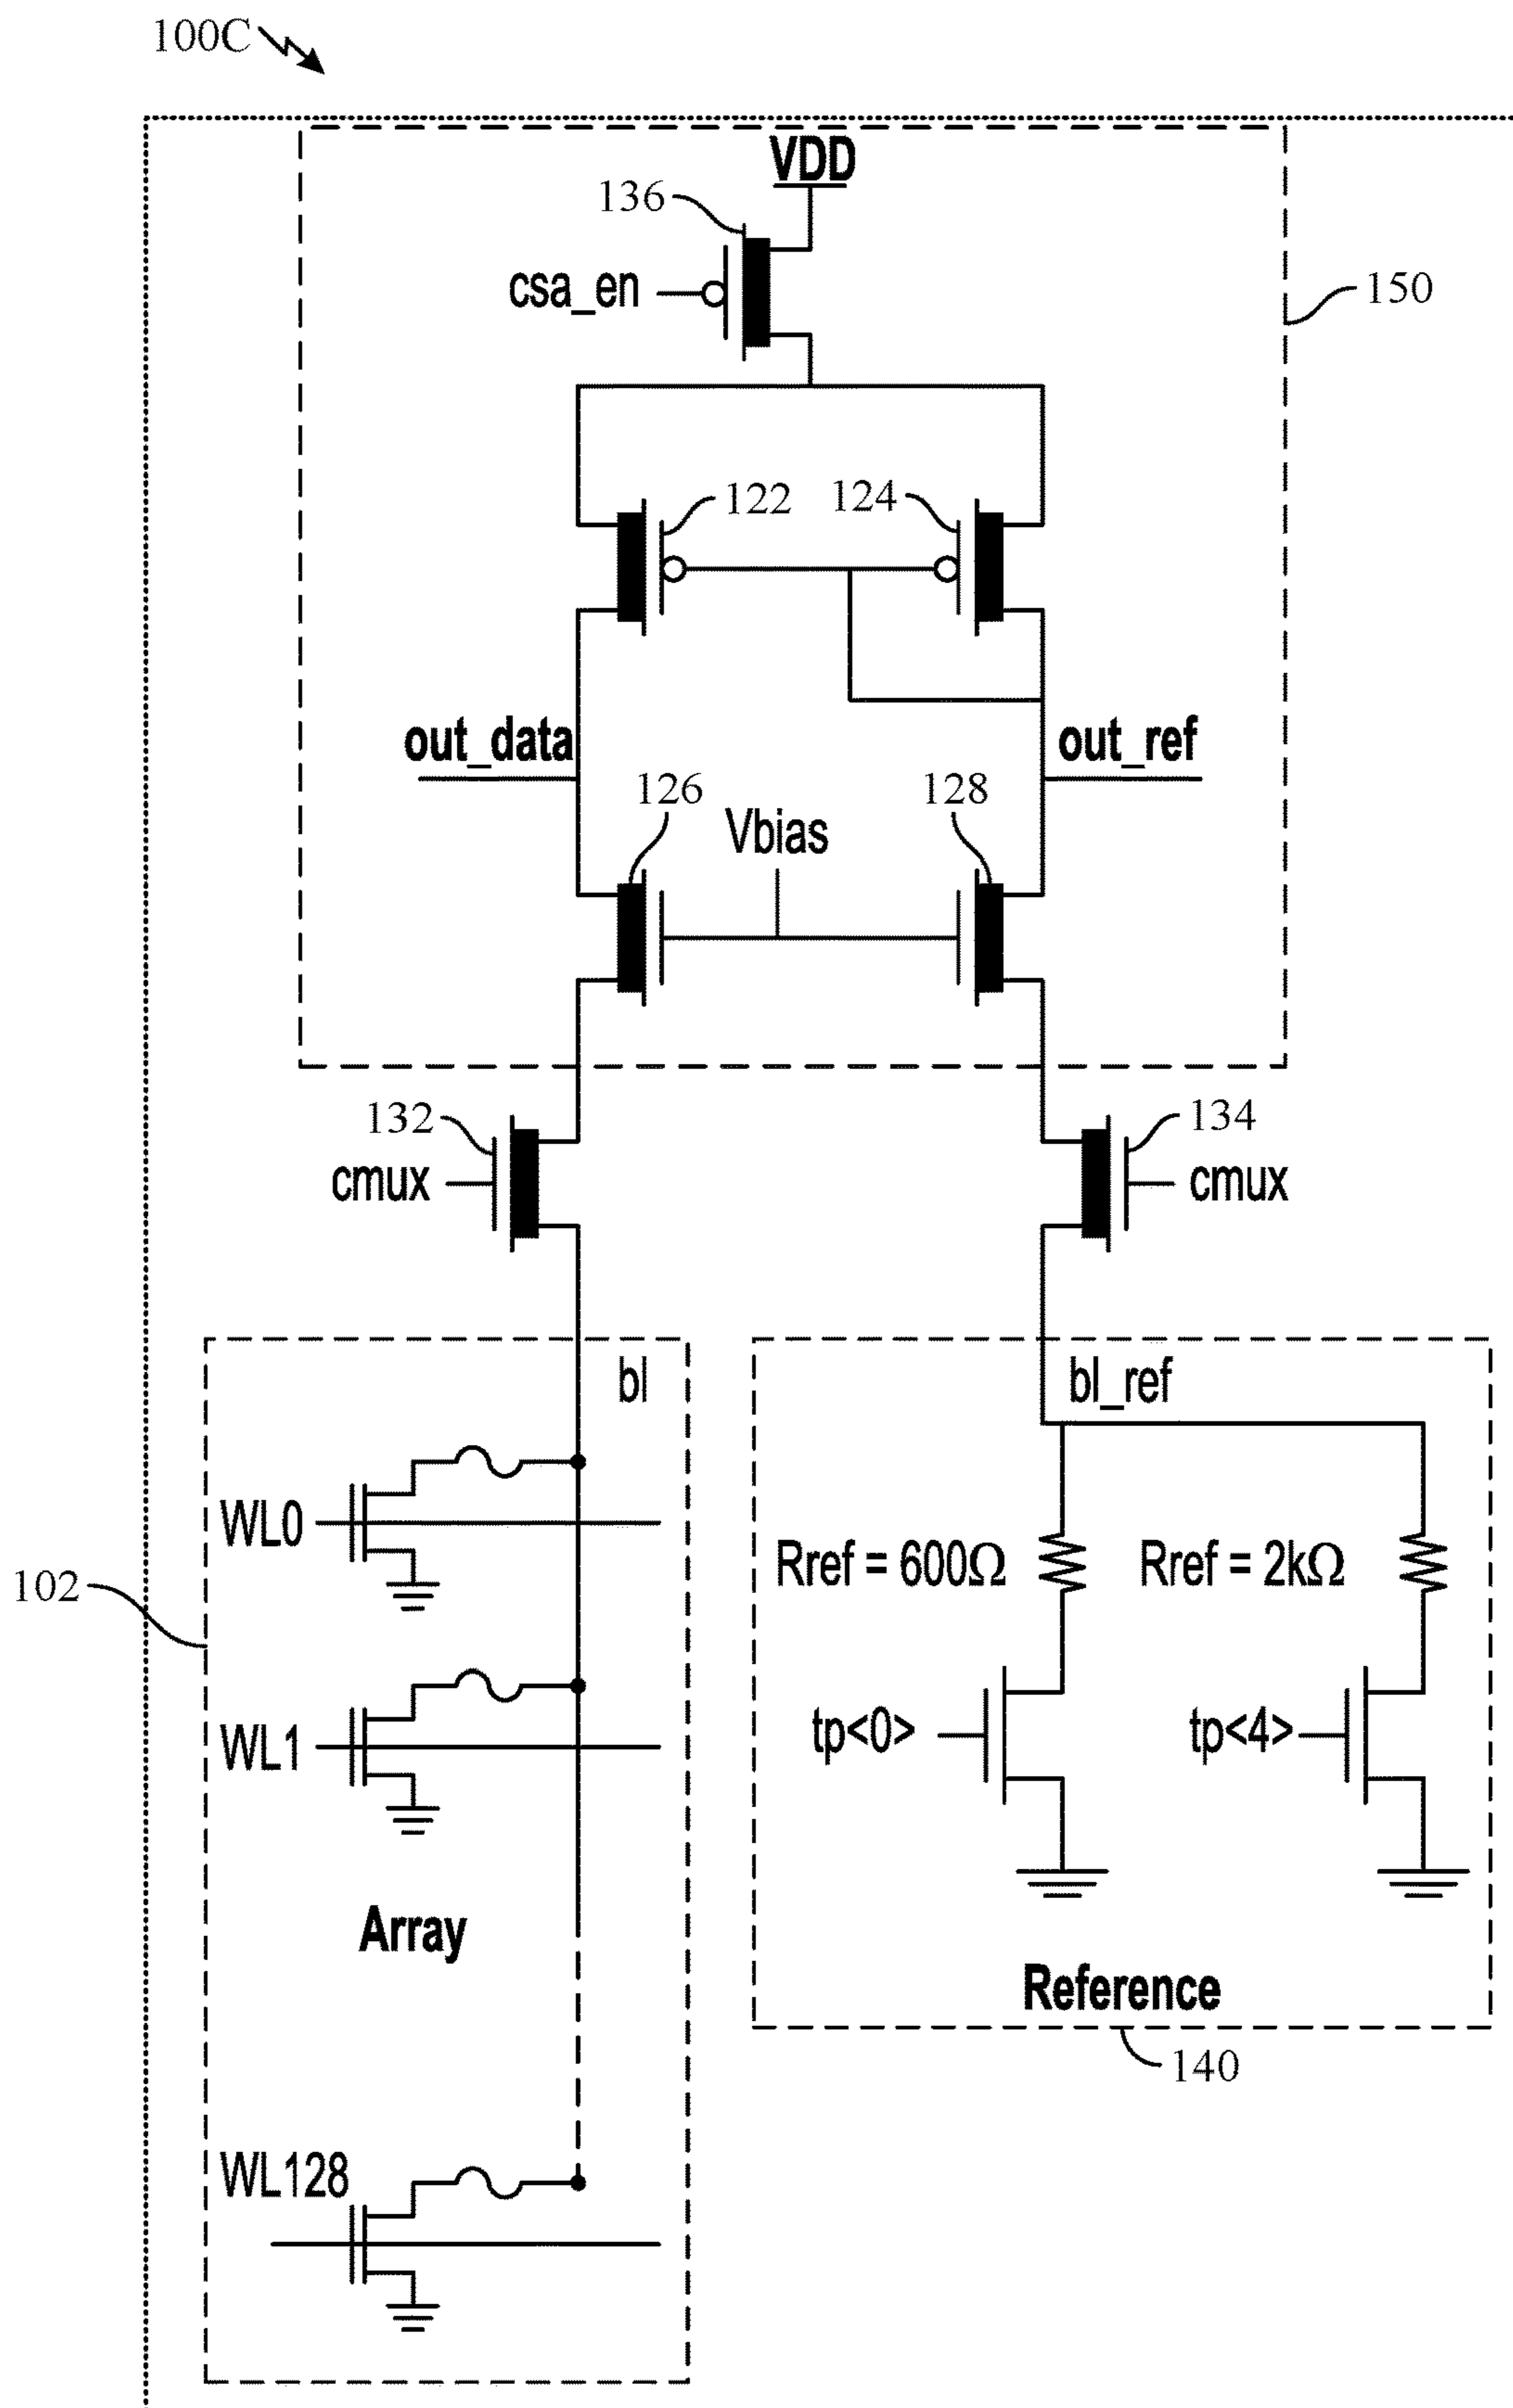 100C
VDD
136
csa_en
150
122
124
out_data
out_ref
126
Vbias
128
132
134
cmux
cmux
bl
bl_ref
WL0
Rref = 600Ω
Rref = 2kΩ
102
WL1
tp<0>
tp<4>
Array
Reference
140
WL128